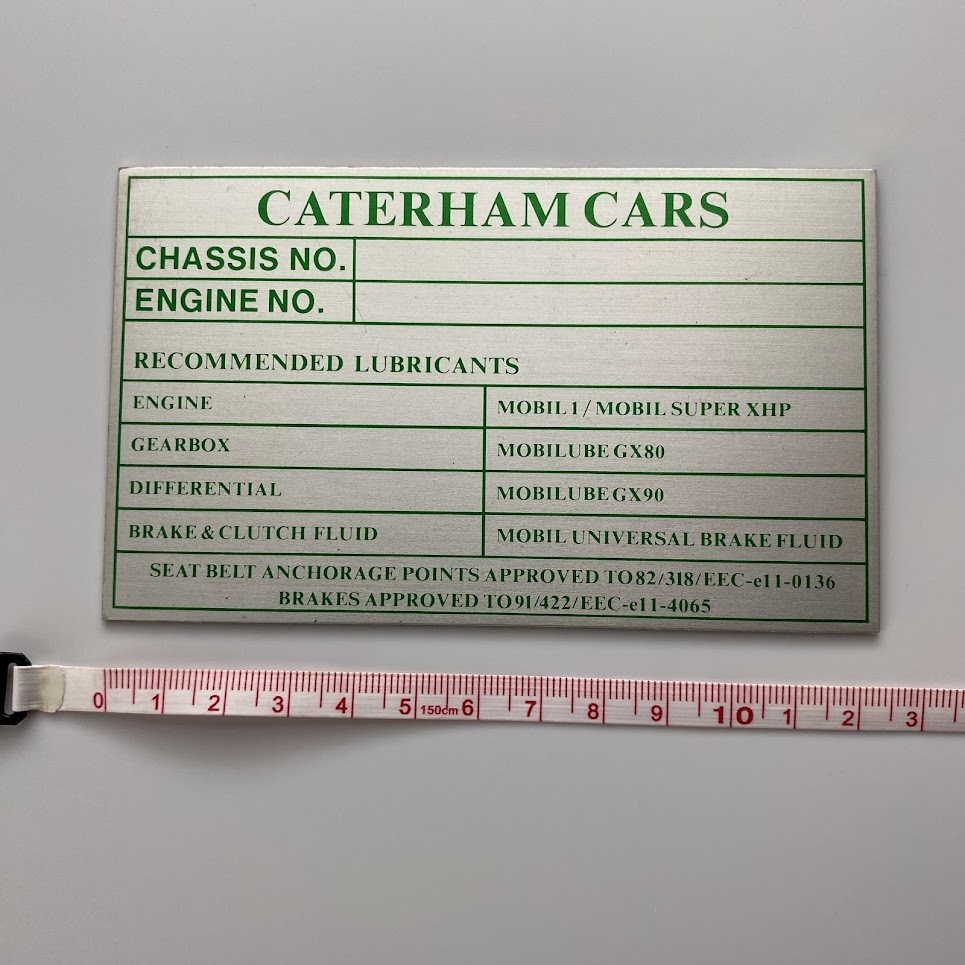 CATERHAM CARS
CHASSIS NO.
ENGINE NO.
RECOMMENDED LUBRICANTS
ENGINE MOBIL 1 / MOBIL SUPER XHP
GEARBOX MOBILUBE GX80
DIFFERENTIAL MOBILUBE GX90
BRAKE & CLUTCH FLUID MOBIL UNIVERSAL BRAKE FLUID
SEAT BELT ANCHORAGE POINTS APPROVED TO 82/318/EEC-e11-0136
BRAKES APPROVED TO 91/422/EEC-e11-4065
0 1 2 3 4 5 150cm 6 7 8 9 10 1 2 3